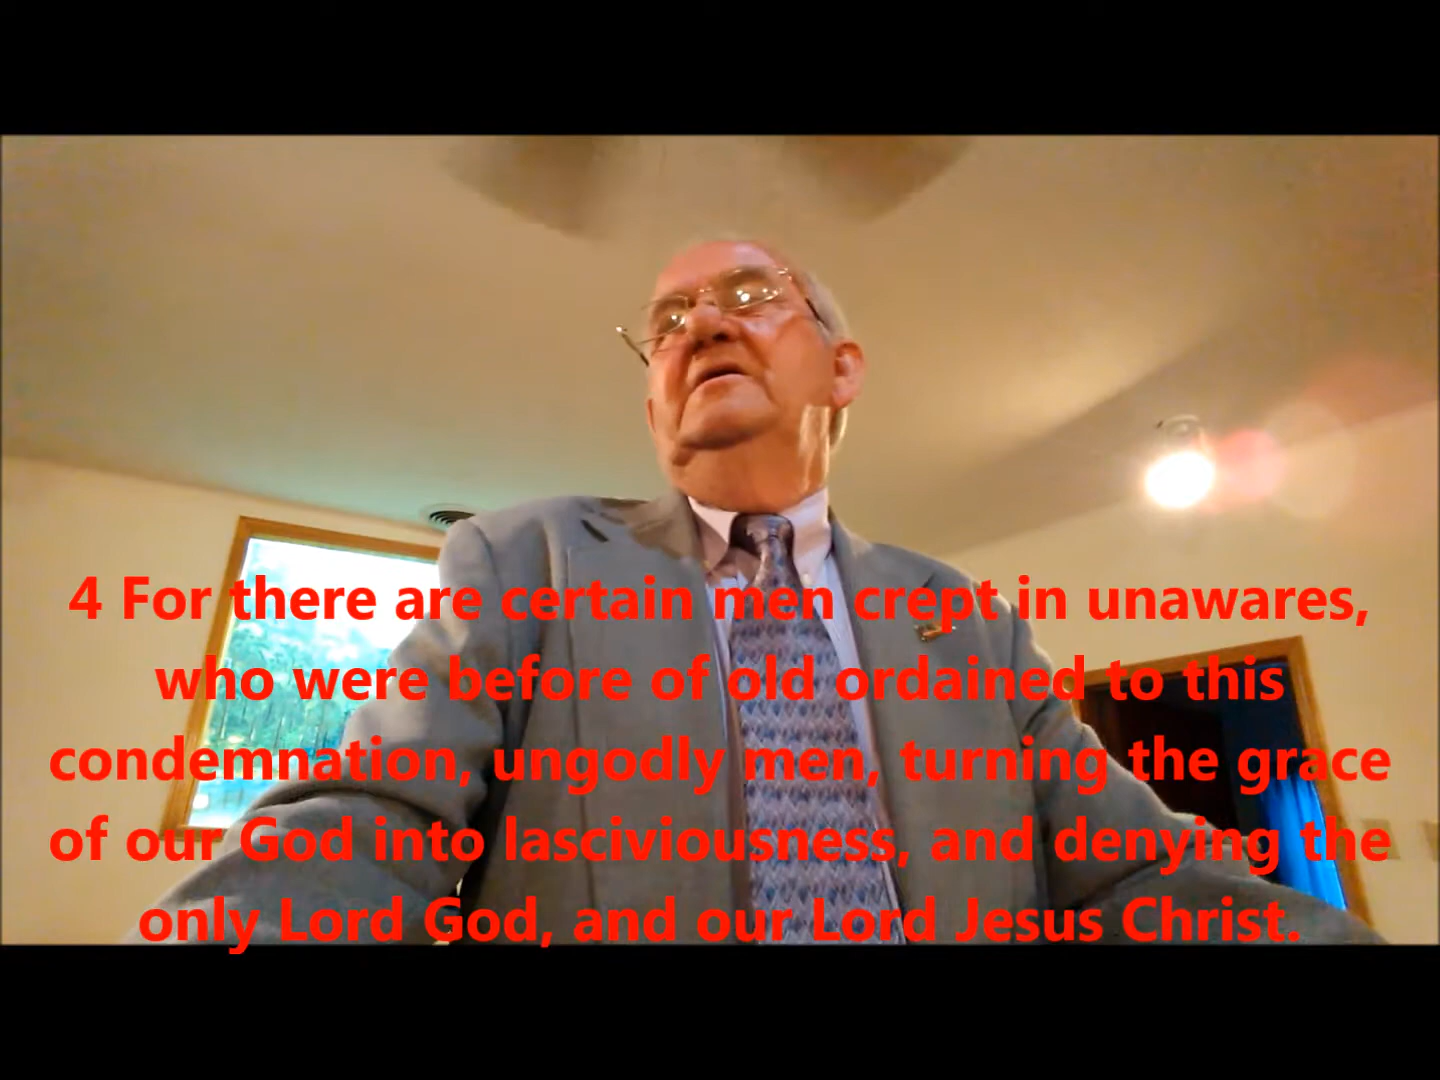 4 For there are certain men crept in unawares,
who were before of old ordained to this
condemnation, ungodly men, turning the grace
of our God into lasciviousness, and denying the
only Lord God, and our Lord Jesus Christ.